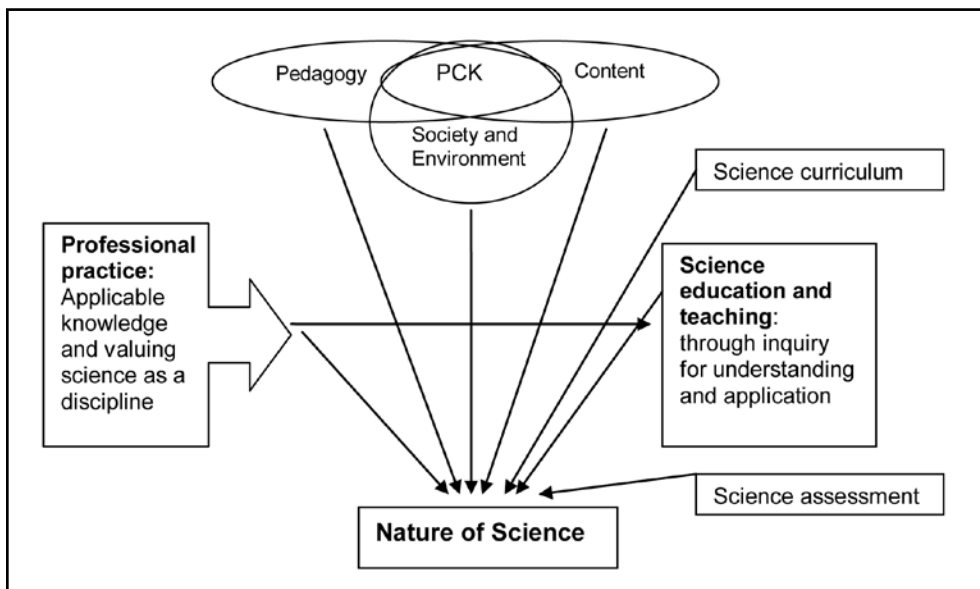 Pedagogy
PCK
Content
Society and
Environment
Science curriculum
Professional
practice:
Applicable
knowledge
and valuing
science as a
discipline
Science
education and
teaching:
through inquiry
for understanding
and application
Science assessment
Nature of Science